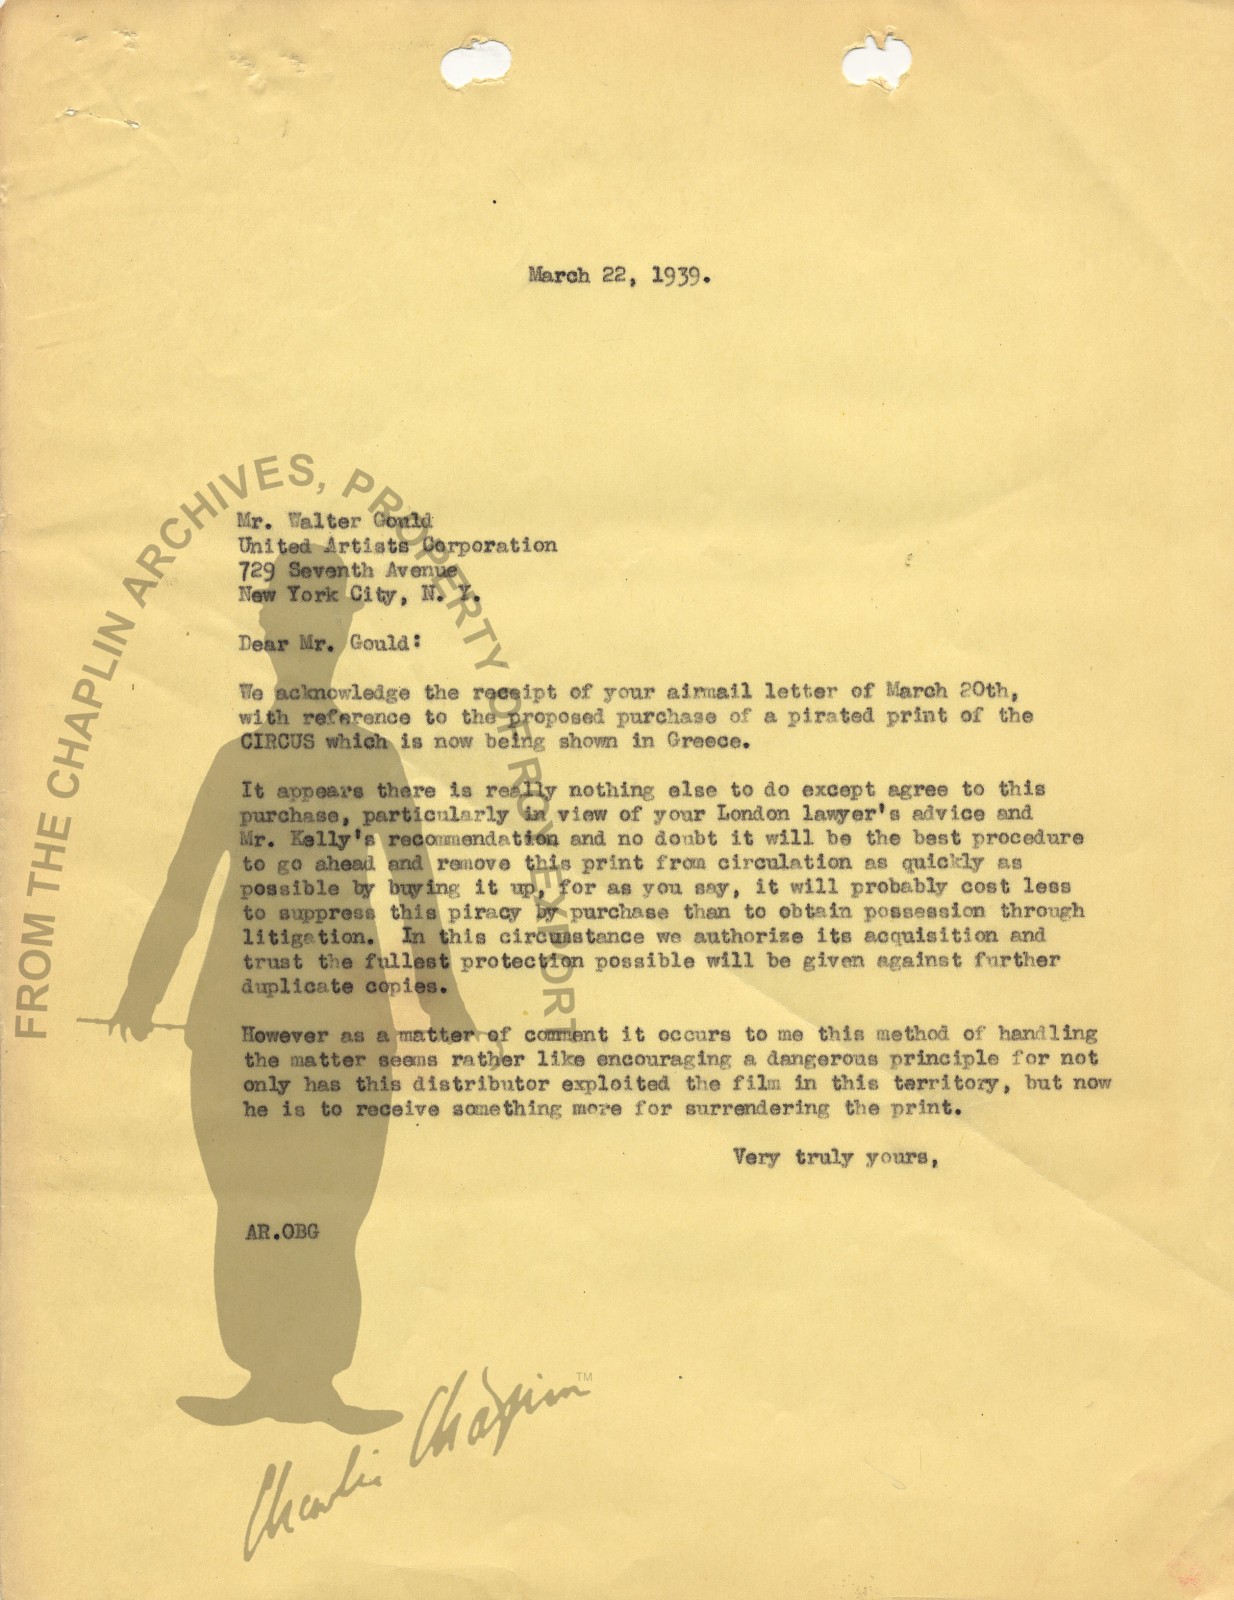 March 22, 1939.
Mr. Walter Gould
United Artists Corporation
729 Seventh Avenue
New York City, N. Y.
Dear Mr. Gould:
We acknowledge the receipt of your airmail letter of March 20th,
with reference to the proposed purchase of a pirated print of the
CIRCUS which is now being shown in Greece.
It appears there is really nothing else to do except agree to this
purchase, particularly in view of your London lawyer's advice and
Mr. Kelly's recommendation and no doubt it will be the best procedure
to go ahead and remove this print from circulation as quickly as
possible by buying it up, for as you say, it will probably cost less
to suppress this piracy by purchase than to obtain possession through
litigation. In this circumstance we authorize its acquisition and
trust the fullest protection possible will be given against further
duplicate copies.
However as a matter of comment it occurs to me this method of handling
the matter seems rather like encouraging a dangerous principle for not
only has this distributor exploited the film in this territory, but now
he is to receive something more for surrendering the print.
Very truly yours,
AR.OBG
FROM THE CHAPLIN ARCHIVES, PROPERTY OF ROY EXPORT
Charlie Chaplin™